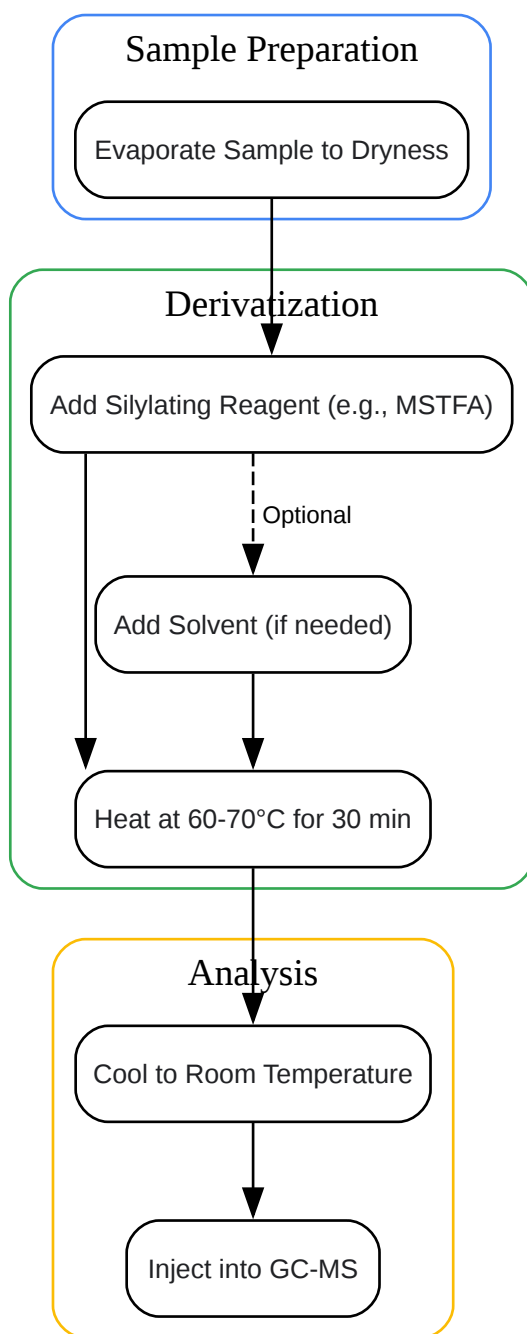 Sample Preparation
Evaporate Sample to Dryness
Derivatization
Add Silylating Reagent (e.g., MSTFA)
Optional
Add Solvent (if needed)
Heat at 60-70°C for 30 min
Analysis
Cool to Room Temperature
Inject into GC-MS